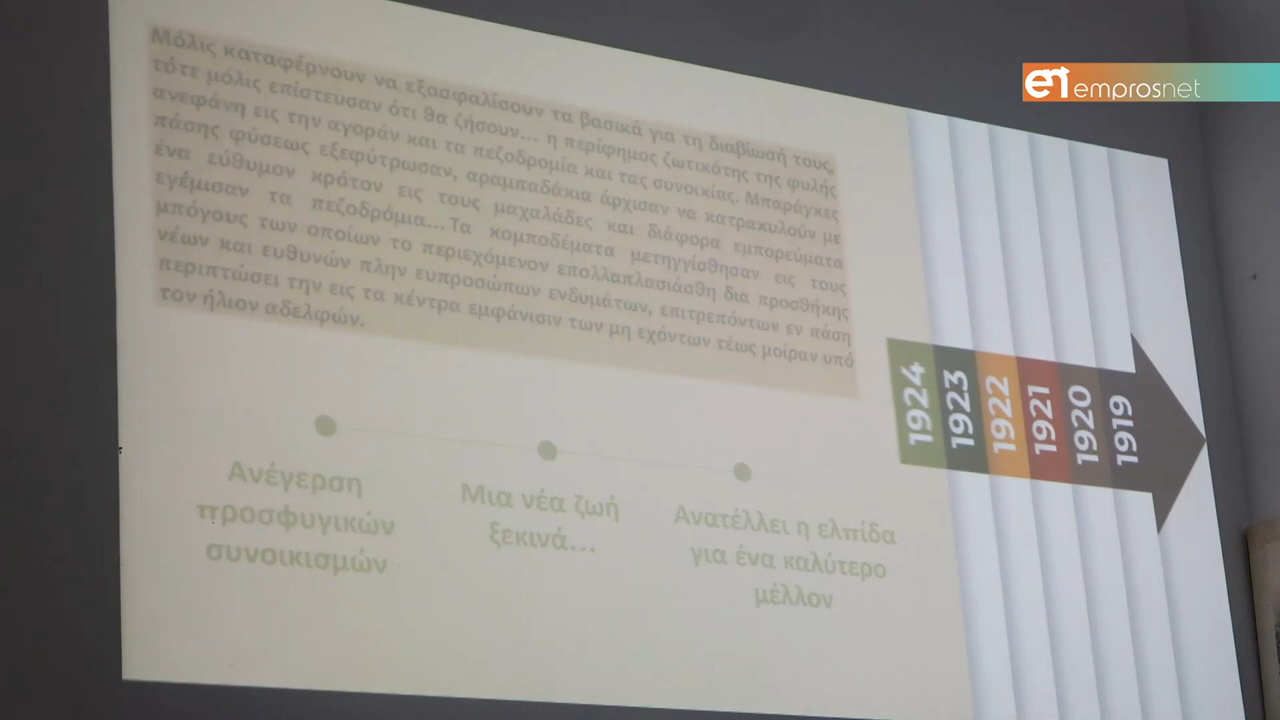 Μόλις καταφέρνουν να εξασφαλίσουν τα βασικά για τη διαβίωσή τους,
τότε μόλις επίστευσαν ότι θα ζήσουν... η περίφημος ζωτικότης της φυλής
ανεφάνη εις την αγοράν και τα πεζοδρομία και τας συνοικίας. Μπαράγκες
πάσης φύσεως εξεφύτρωσαν, αραμπαδάκια άρχισαν να κατρακυλούν με
ένα εύθυμον κρότον εις τους μαχαλάδες και διάφορα εμπορεύματα
εγέμισαν τα πεζοδρόμια... Τα κομποδέματα μετηγγίσθησαν εις τους
μπόγους των οποίων το περιεχόμενον επολλαπλασιάσθη δια προσθήκης
νέων και ευθυνών πλην ευπροσώπων ενδυμάτων, επιτρεπόντων εν πάση
περιπτώσει την εις τα κέντρα εμφάνισιν των μη εχόντων τέως μοίραν υπό
τον ήλιον αδελφών.
Ανέγερση
προσφυγικών
συνοικισμών
Μια νέα ζωή
ξεκινά...
Ανατέλλει η ελπίδα
για ένα καλύτερο
μέλλον
1924
1923
1922
1921
1920
1919
emprosnet